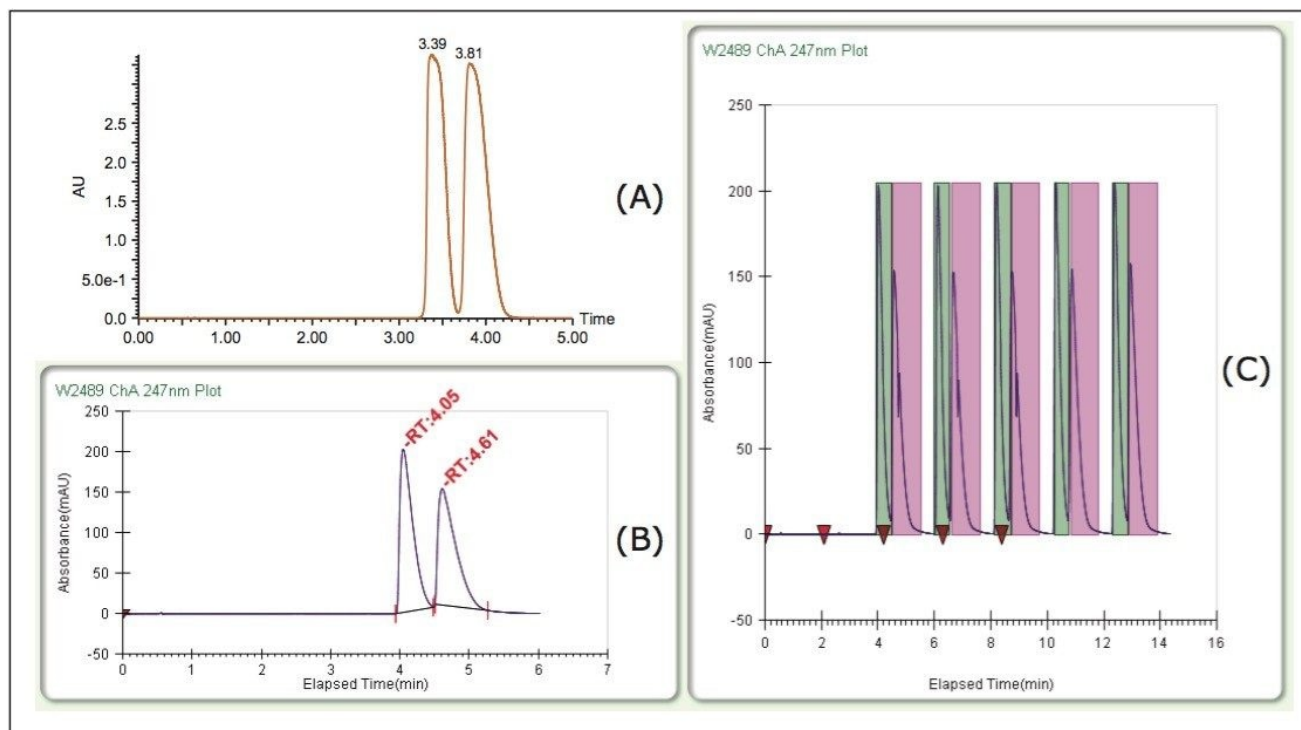 3.39
3.81
2.5
2.0
AU
1.5
1.0
5.0e-1
0.0
Time
0.00 1.00 2.00 3.00 4.00 5.00
(A)
W2489 ChA 247nm Plot
250
200
150
100
50
0
-50
Absorbance(mAU)
-RT:4.05
-RT:4.61
0 1 2 3 4 5 6 7
Elapsed Time(min)
(B)
W2489 ChA 247nm Plot
250
200
150
100
50
0
-50
Absorbance(mAU)
0 2 4 6 8 10 12 14 16
Elapsed Time(min)
(C)